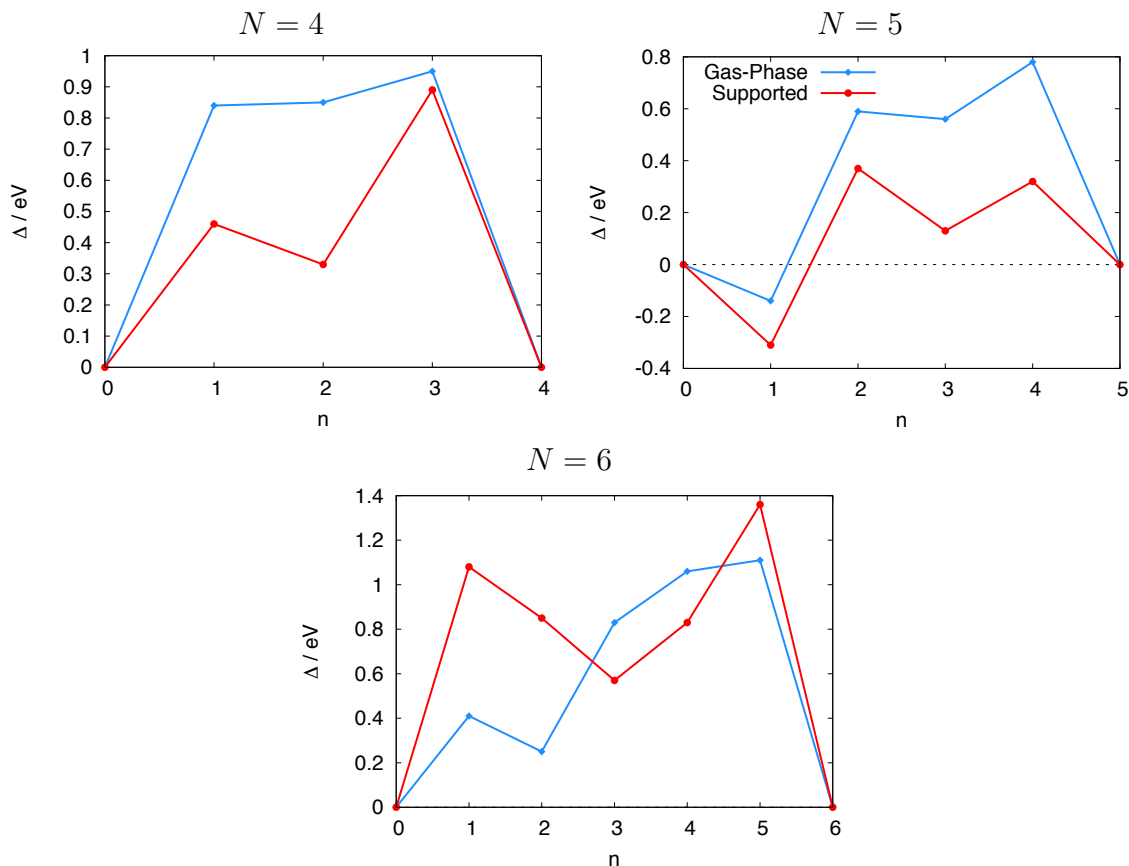 N = 4
1
0.9
0.8
0.7
0.6
0.5
0.4
0.3
0.2
0.1
0
Δ / eV
0 1 2 3 4
n
N = 5
Gas-Phase
Supported
0.8
0.6
0.4
0.2
0
-0.2
-0.4
Δ / eV
0 1 2 3 4 5
n
N = 6
1.4
1.2
1
0.8
0.6
0.4
0.2
0
Δ / eV
0 1 2 3 4 5 6
n